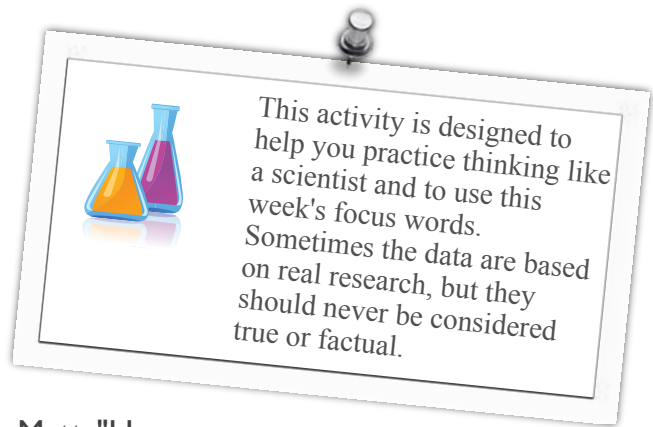 This activity is designed to
help you practice thinking like
a scientist and to use this
week's focus words.
Sometimes the data are based
on real research, but they
should never be considered
true or factual.